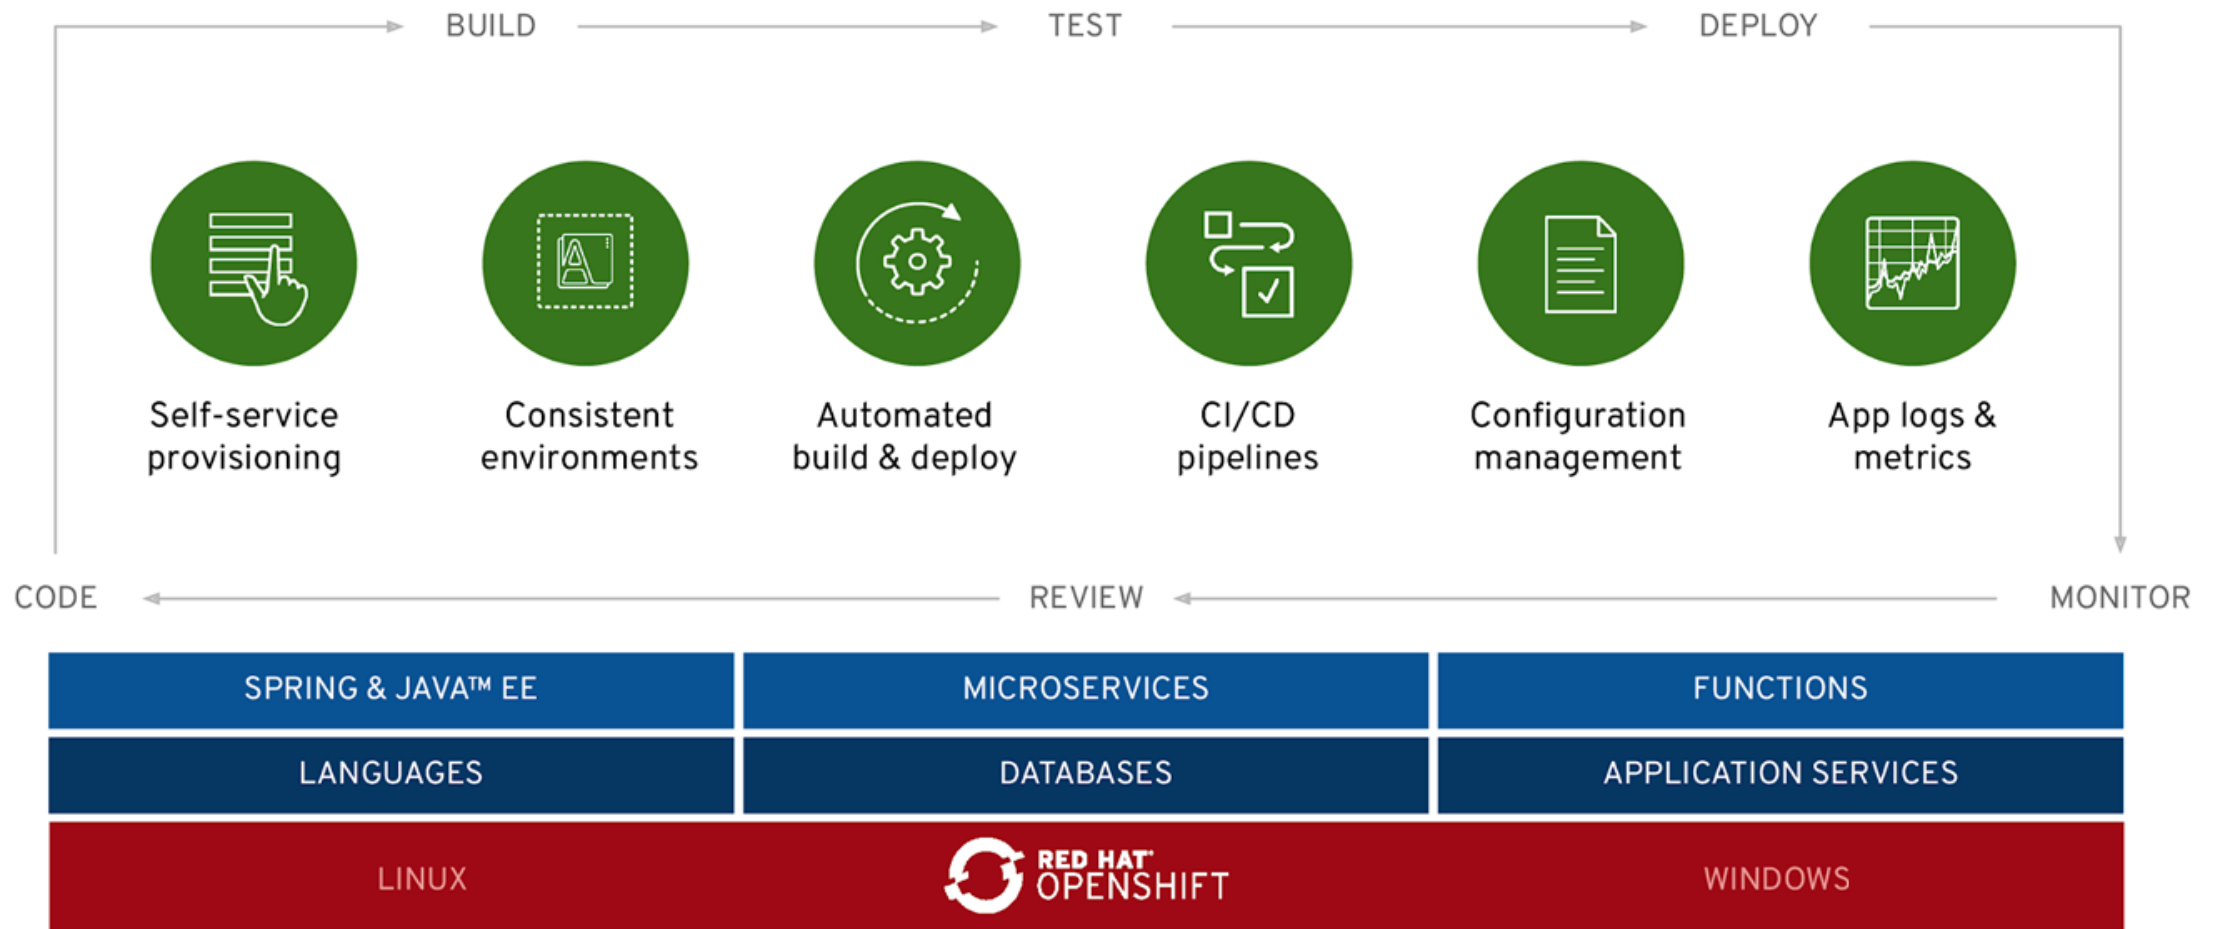 BUILD
TEST
DEPLOY
Self-service
provisioning
Consistent
environments
Automated
build & deploy
CI/CD
pipelines
Configuration
management
App logs &
metrics
CODE
REVIEW
MONITOR
SPRING & JAVA™ EE
MICROSERVICES
FUNCTIONS
LANGUAGES
DATABASES
APPLICATION SERVICES
LINUX
RED HAT®
OPENSHIFT
WINDOWS